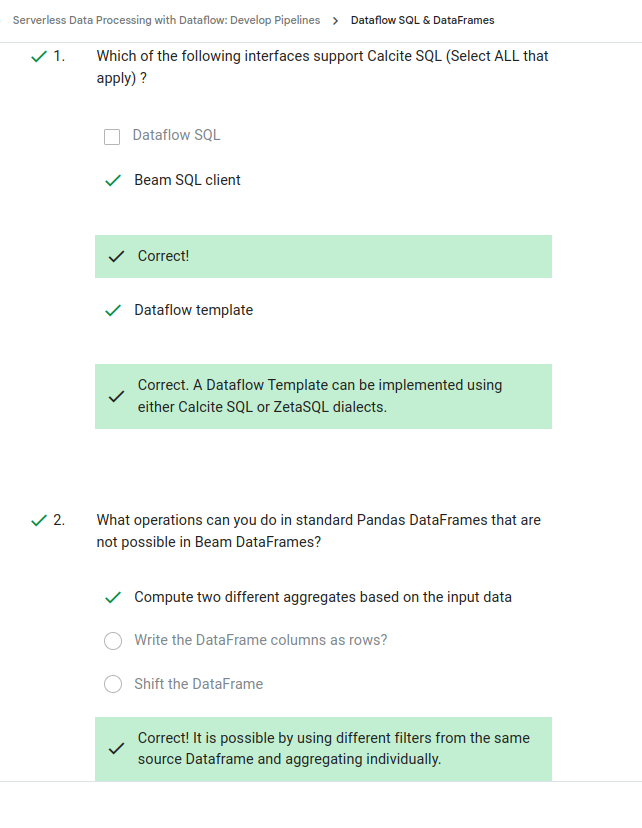 Serverless Data Processing with Dataflow: Develop Pipelines > Dataflow SQL & DataFrames
1. Which of the following interfaces support Calcite SQL (Select ALL that
apply) ?
Dataflow SQL
Beam SQL client
Correct!
Dataflow template
Correct. A Dataflow Template can be implemented using
either Calcite SQL or ZetaSQL dialects.
2. What operations can you do in standard Pandas DataFrames that are
not possible in Beam DataFrames?
Compute two different aggregates based on the input data
Write the DataFrame columns as rows?
Shift the DataFrame
Correct! It is possible by using different filters from the same
source Dataframe and aggregating individually.